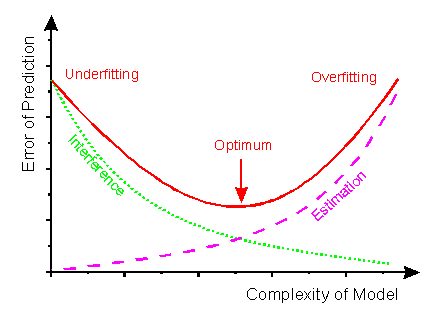 Underfitting
Overfitting
Error of Prediction
Optimum
Interference
Estimation
Complexity of Model